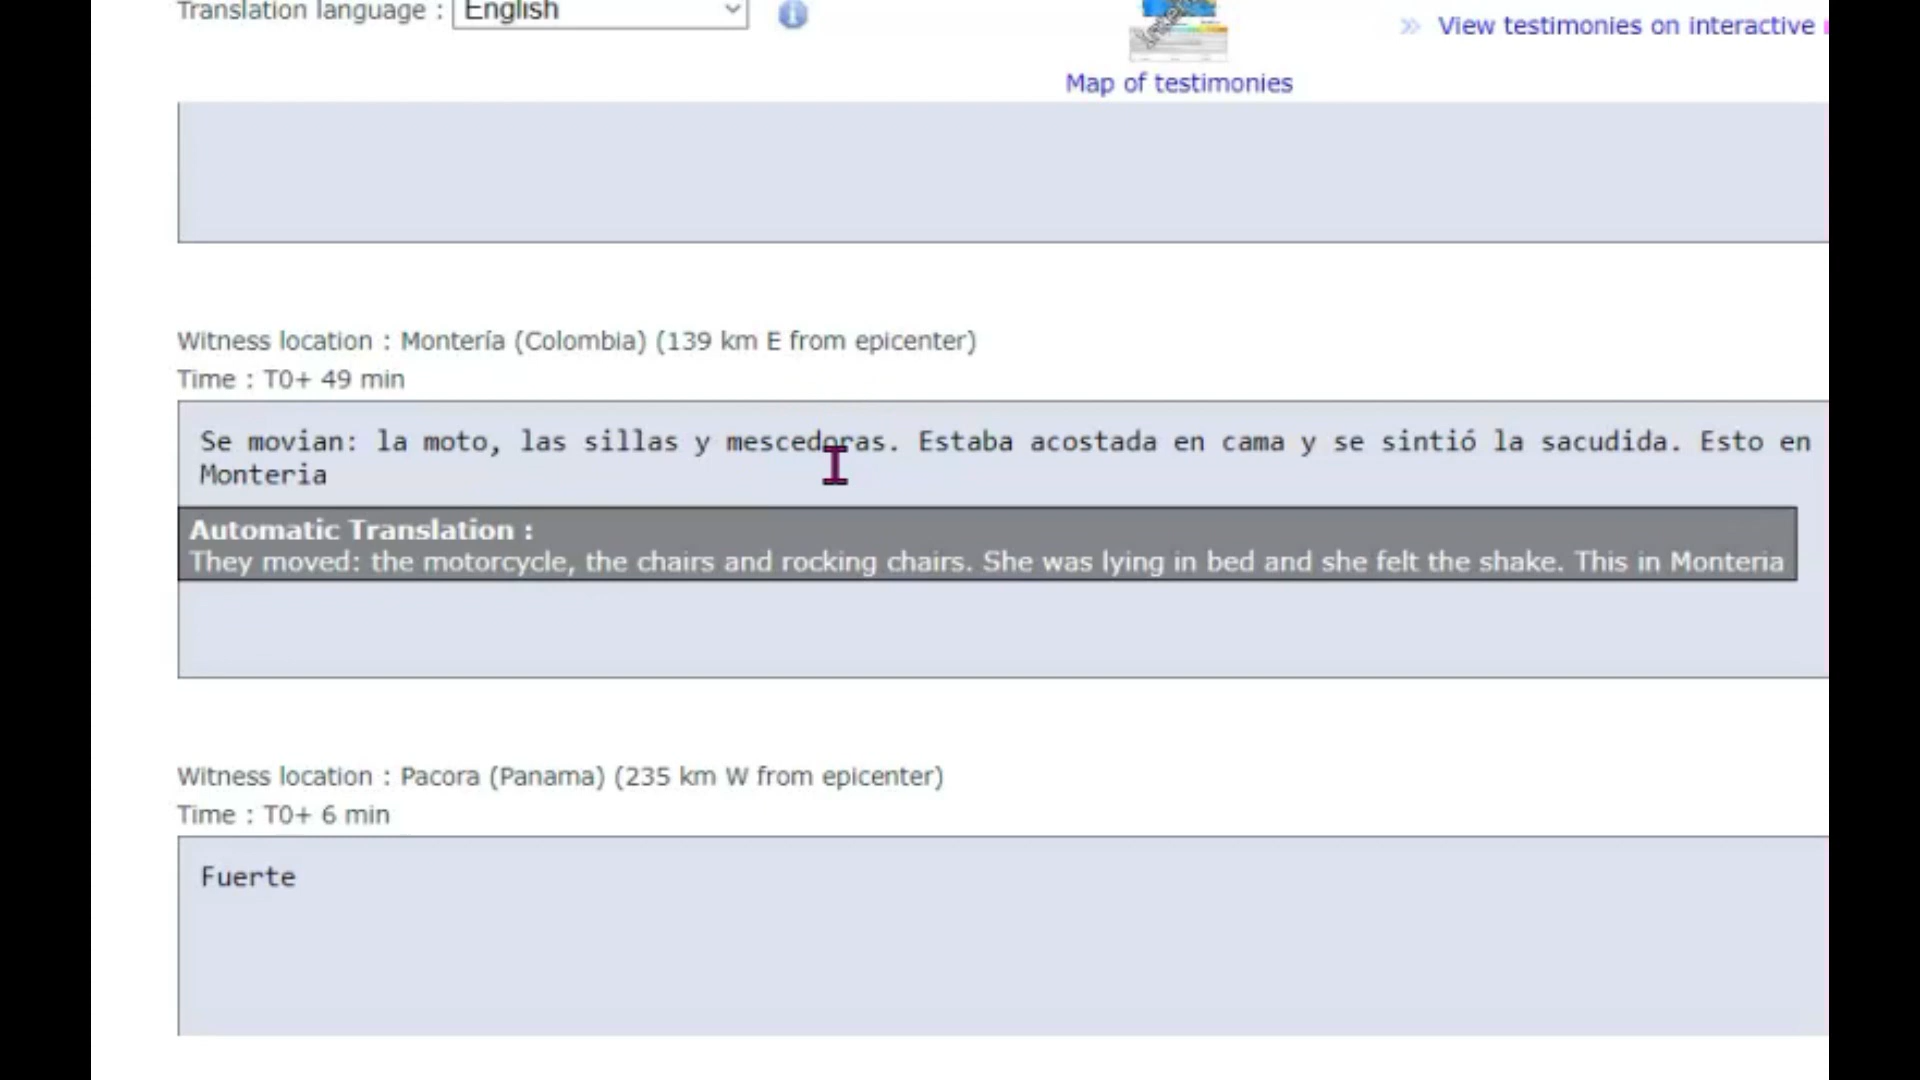 Translation language : English
View testimonies on interactive
Map of testimonies
Witness location : Montería (Colombia) (139 km E from epicenter)
Time : T0+ 49 min
Se movian: la moto, las sillas y mescedoras. Estaba acostada en cama y se sintió la sacudida. Esto en
Monteria
Automatic Translation :
They moved: the motorcycle, the chairs and rocking chairs. She was lying in bed and she felt the shake. This in Monteria
Witness location : Pacora (Panama) (235 km W from epicenter)
Time : T0+ 6 min
Fuerte